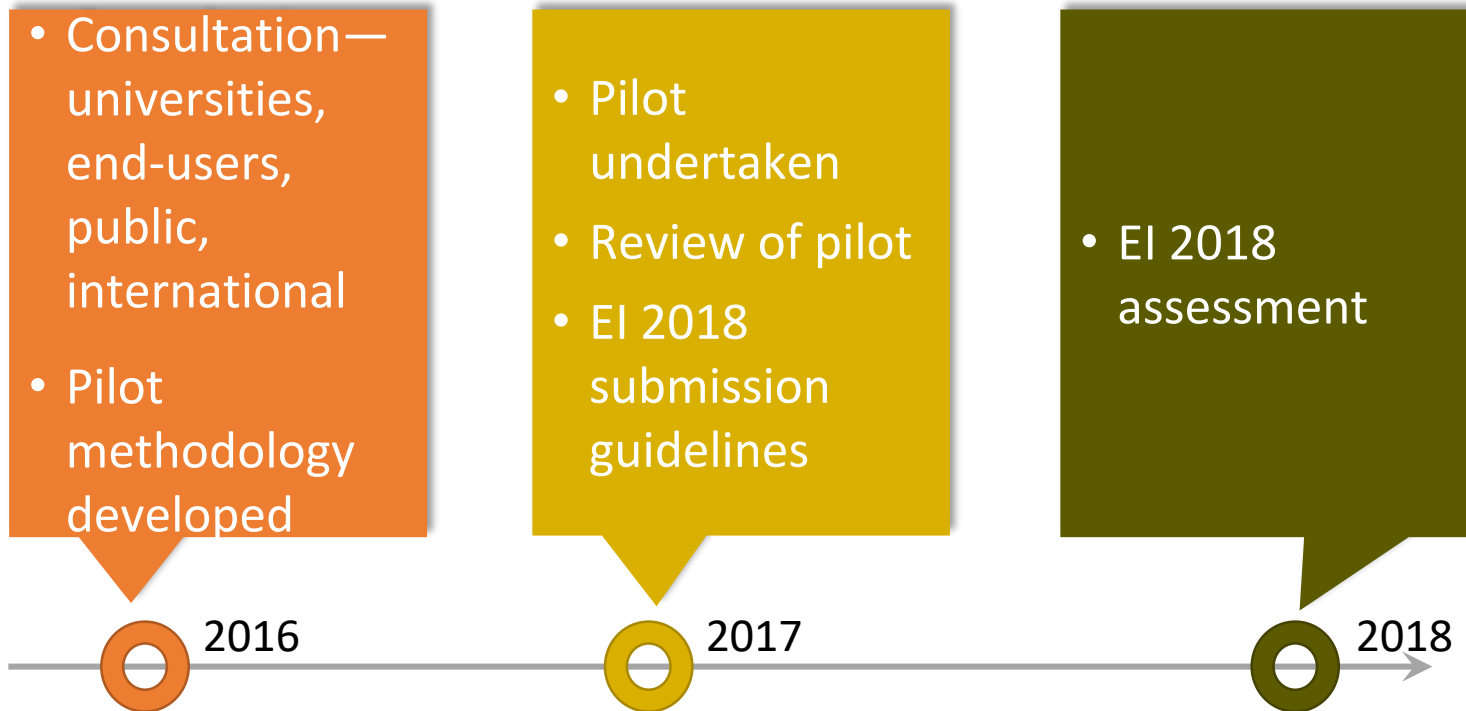 • Consultation—
universities,
end-users,
public,
international
• Pilot
methodology
developed
• Pilot
undertaken
• Review of pilot
• EI 2018
submission
guidelines
• EI 2018
assessment
2016
2017
2018